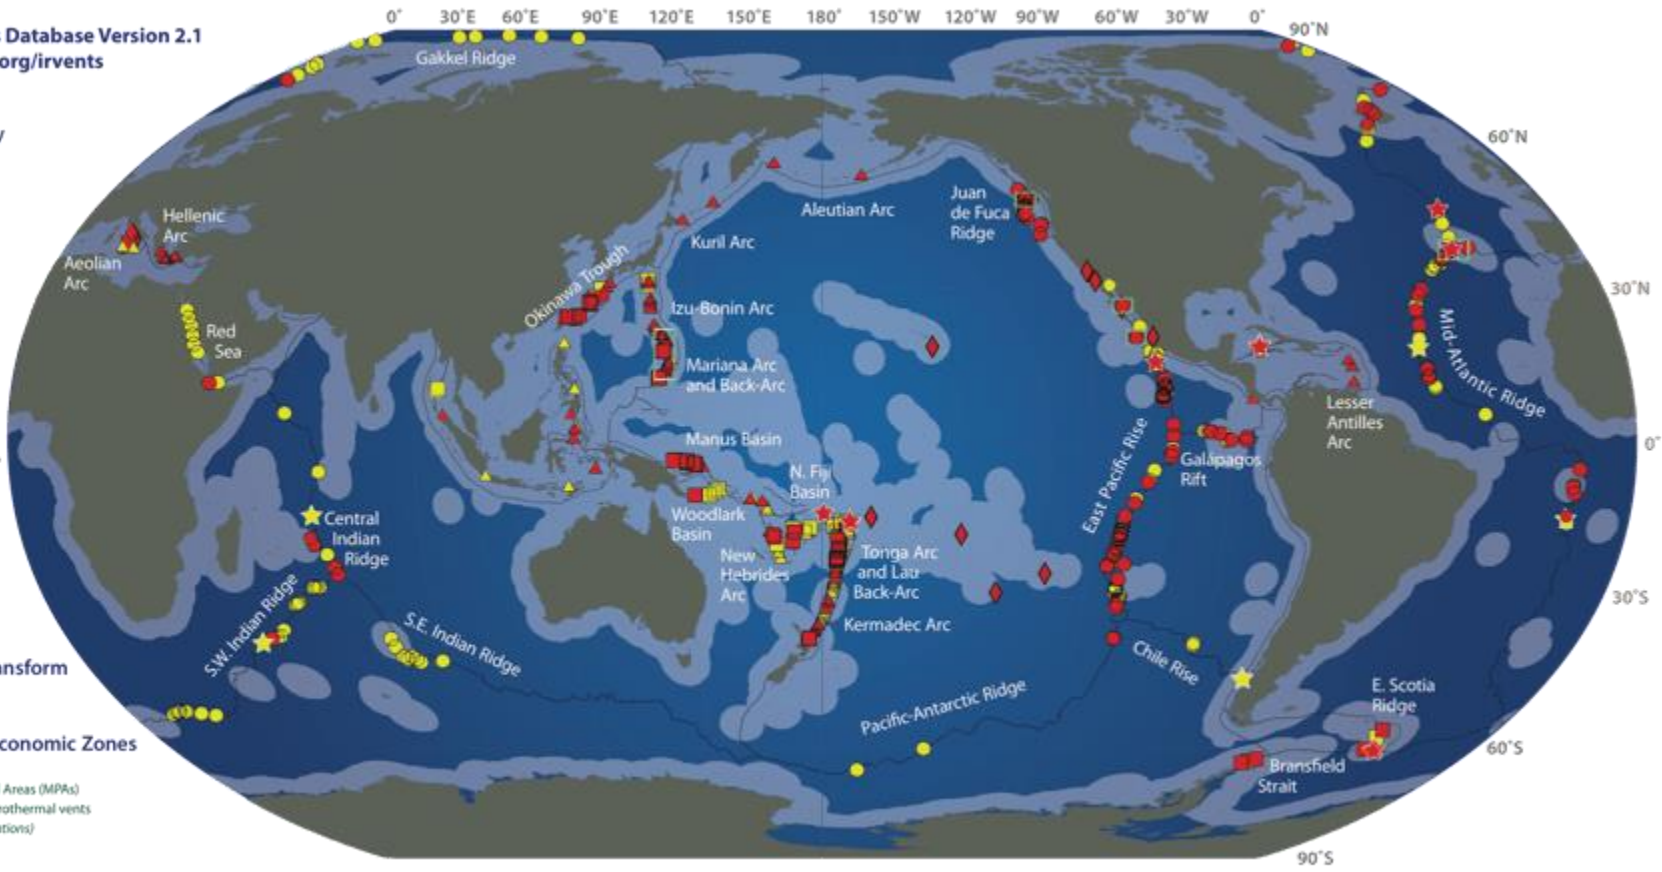 0° 30°E 60°E 90°E 120°E 150°E 180° 150°W 120°W 90°W 60°W 30°W 0°
90°N
Database Version 2.1
org/irvents
Gakkel Ridge
60°N
Hellenic
Arc
Aeolian
Arc
Juan
de Fuca
Ridge
Aleutian Arc
Kuril Arc
Okinawa Trough
30°N
Izu-Bonin Arc
Red
Sea
Mid-Atlantic Ridge
Mariana Arc
and Back-Arc
Lesser
Antilles
Arc
Manus Basin
0°
East Pacific Rise
Galápagos
Rift
N. Fiji
Basin
Woodlark
Basin
Central
Indian
Ridge
New
Hebrides
Arc
Tonga Arc
and Lau
Back-Arc
30°S
S.W. Indian Ridge
S.E. Indian Ridge
Kermadec Arc
Chile Rise
ansform
Pacific-Antarctic Ridge
E. Scotia
Ridge
conomic Zones
60°S
Bransfield
Strait
Areas (MPAs)
rothermal vents
tions)
90°S